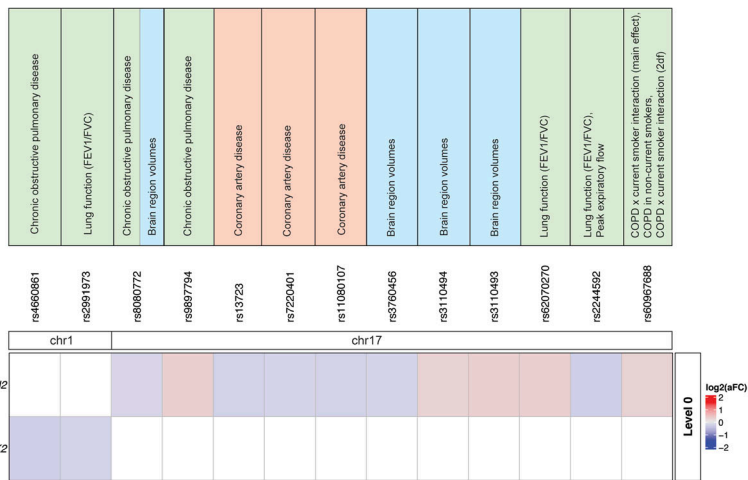 Chronic obstructive pulmonary disease
Lung function (FEV1/FVC)
Chronic obstructive pulmonary disease
Brain region volumes
Chronic obstructive pulmonary disease
Coronary artery disease
Coronary artery disease
Coronary artery disease
Brain region volumes
Brain region volumes
Brain region volumes
Lung function (FEV1/FVC)
Lung function (FEV1/FVC),
Peak expiratory flow
COPD x current smoker interaction (main effect),
COPD in non-current smokers,
COPD x current smoker interaction (2df)
rs4660861
rs2991973
rs8080772
rs9897794
rs13723
rs7220401
rs11080107
rs3760456
rs3110494
rs3110493
rs62070270
rs2244592
rs60967688
chr1
chr17
Level 0
log2(aFC)
2
1
0
−1
−2